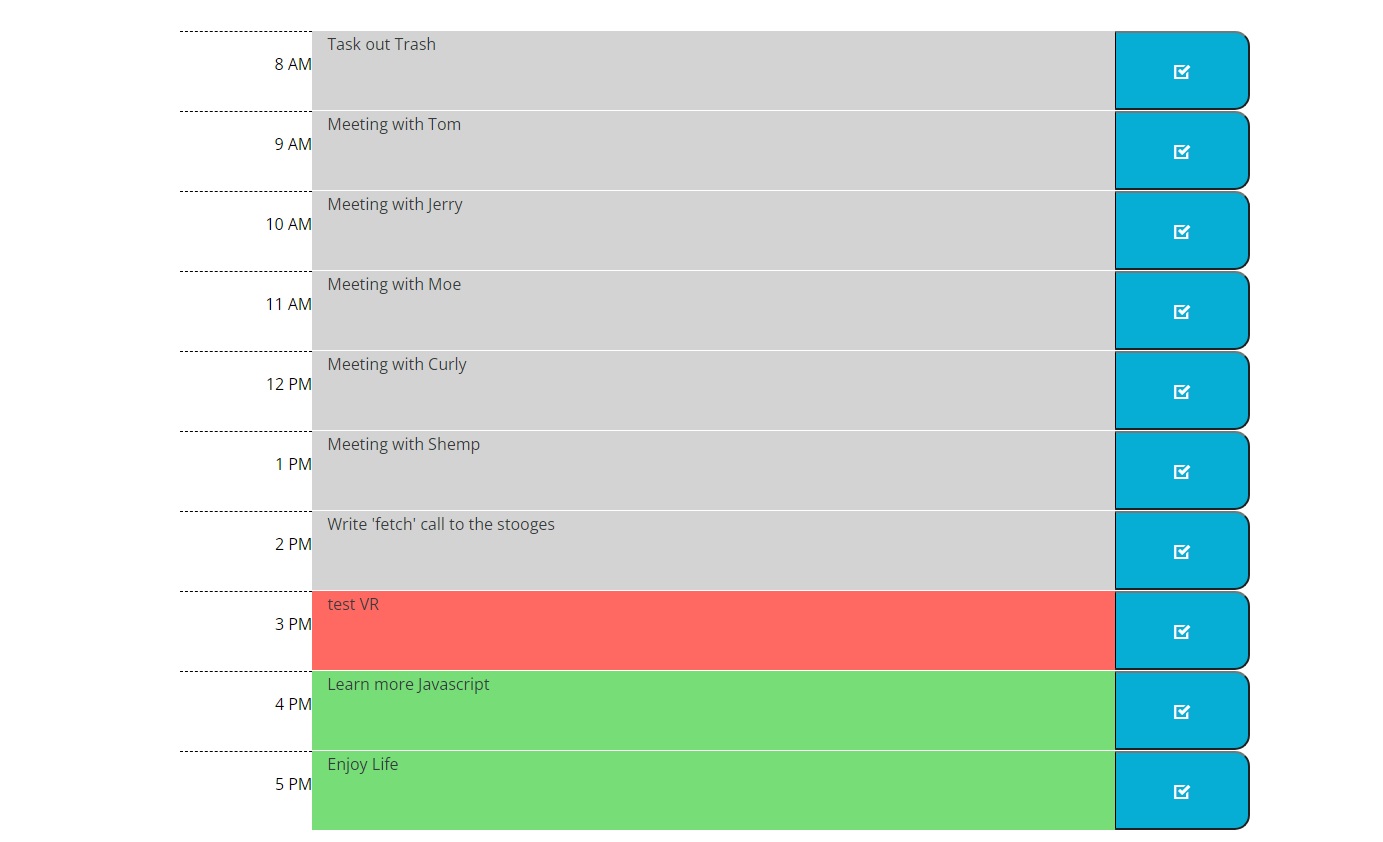 8 AM Task out Trash
9 AM Meeting with Tom
10 AM Meeting with Jerry
11 AM Meeting with Moe
12 PM Meeting with Curly
1 PM Meeting with Shemp
2 PM Write 'fetch' call to the stooges
3 PM test VR
4 PM Learn more Javascript
5 PM Enjoy Life